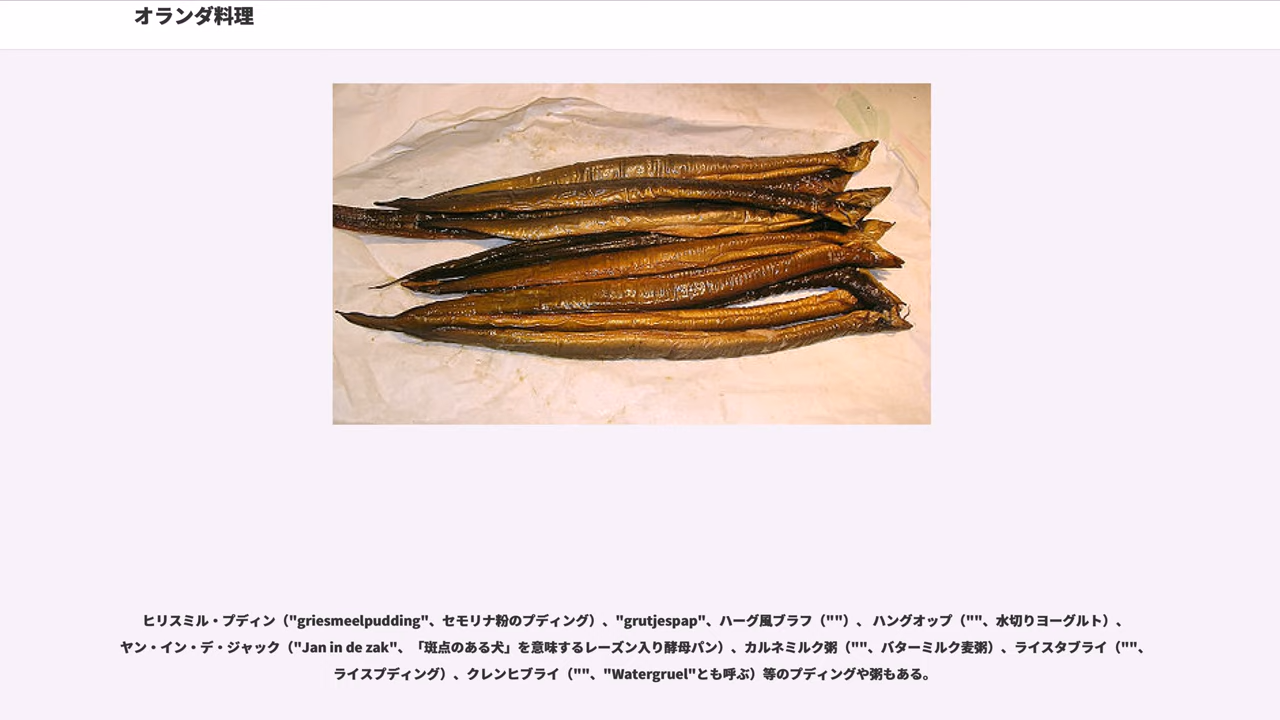 オランダ料理
ヒリスミル・プディン（"griesmeelpudding"、セモリナ粉のプディング）、"grutjespap"、ハーグ風ブラフ（""）、 ハングオップ（""、水切りヨーグルト）、
ヤン・イン・デ・ジャック（"Jan in de zak"、「斑点のある犬」を意味するレーズン入り酵母パン）、カルネミルク粥（""、バターミルク麦粥）、ライスタブライ（""、
ライスプディング）、クレンヒブライ（""、"Watergruel"とも呼ぶ）等のプディングや粥もある。